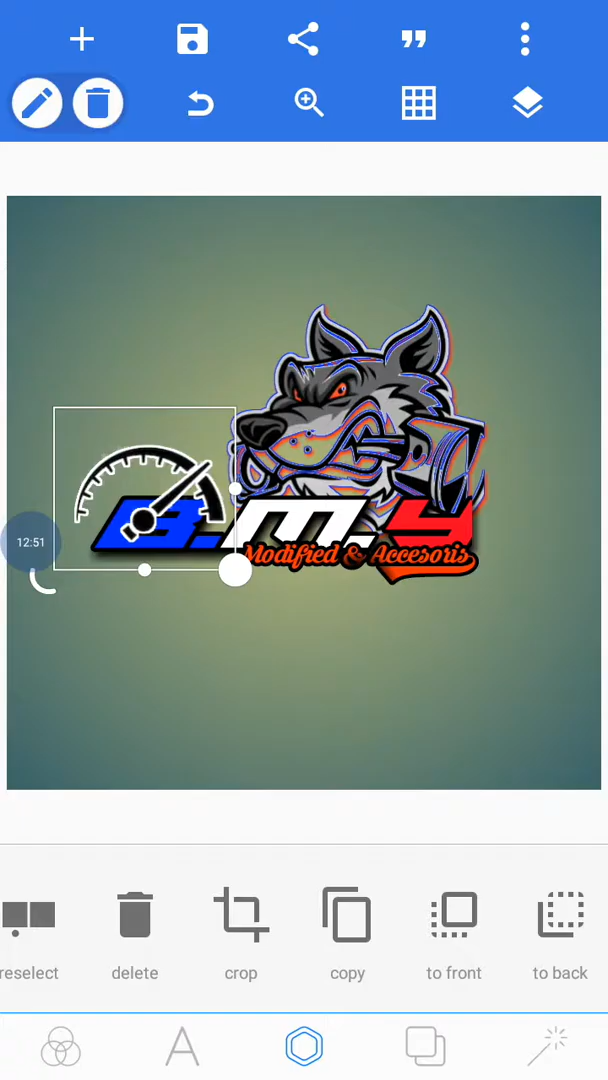 12:51
B.M.Y
Modified & Accesoris
reselect
delete
crop
copy
to front
to back